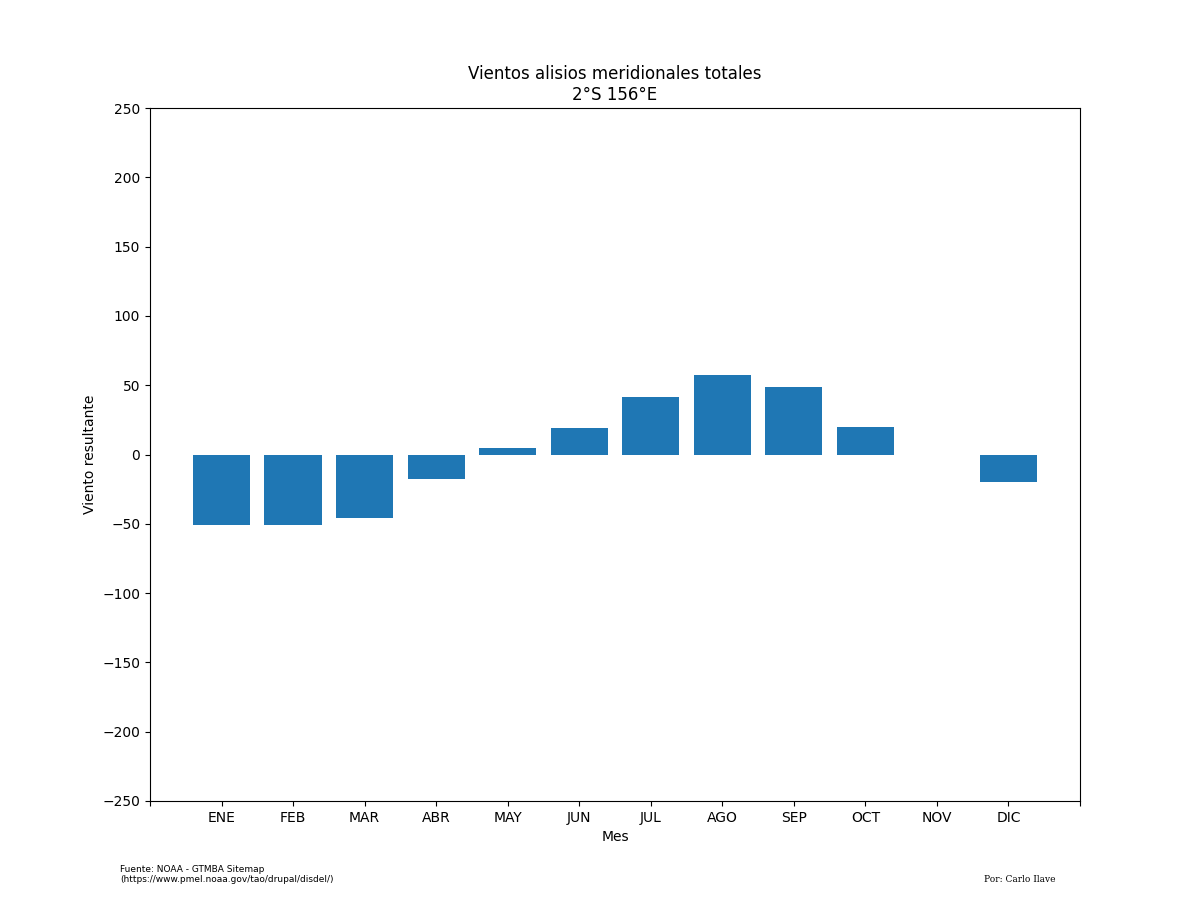 Vientos alisios meridionales totales
2°S 156°E
250
200
150
100
50
0
−50
−100
−150
−200
−250
Viento resultante
ENE FEB MAR ABR MAY JUN JUL AGO SEP OCT NOV DIC
Mes
Fuente: NOAA - GTMBA Sitemap
(https://www.pmel.noaa.gov/tao/drupal/disdel/)
Por: Carlo Ilave